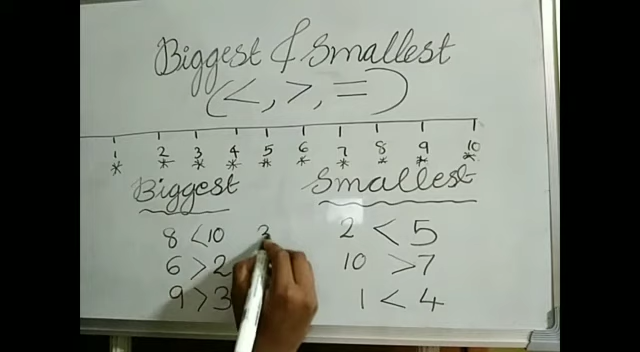 Biggest & Smallest
(<, >, =)
1 2 3 4 5 6 7 8 9 10
* * * * * * * * * *
Biggest Smallest
8 <10 3 2 < 5
6 >2 10 >7
9 >3 1 < 4